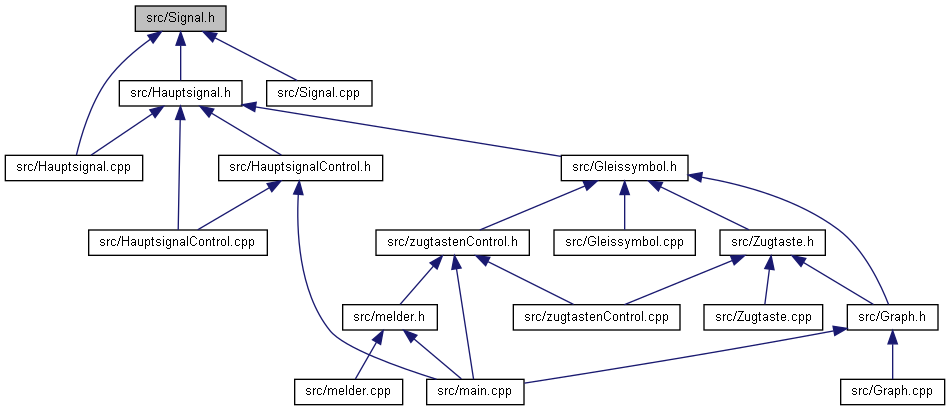 src/Signal.h
src/Hauptsignal.h
src/Signal.cpp
src/Hauptsignal.cpp
src/HauptsignalControl.h
src/Gleissymbol.h
src/HauptsignalControl.cpp
src/zugtastenControl.h
src/Gleissymbol.cpp
src/Zugtaste.h
src/melder.h
src/zugtastenControl.cpp
src/Zugtaste.cpp
src/Graph.h
src/melder.cpp
src/main.cpp
src/Graph.cpp